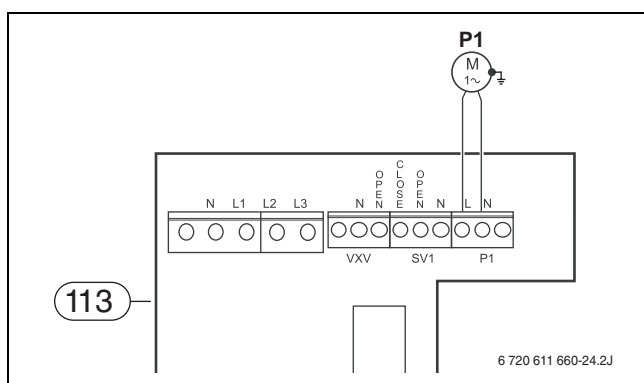 P1
M
1~
N L1 L2 L3 N OPEN CLOSE OPEN N L N
VXV SV1 P1
113
6 720 611 660-24.2J